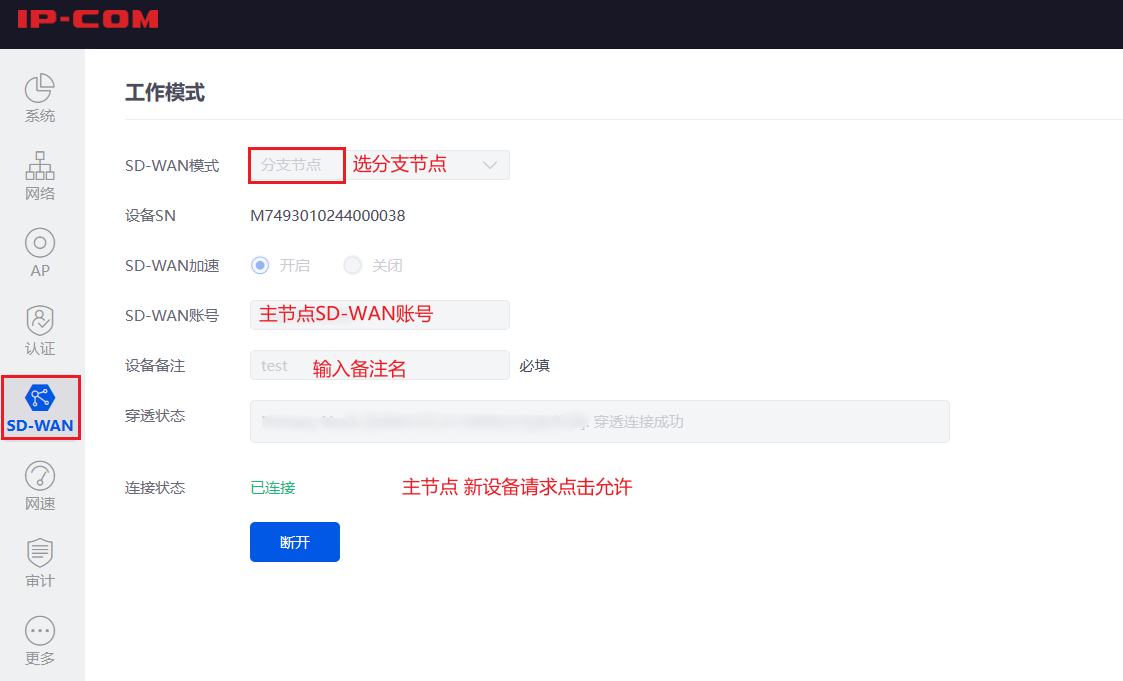 IP-COM
系统
网络
AP
认证
SD-WAN
网速
审计
更多
工作模式
SD-WAN模式 分支节点 选分支节点
设备SN M7493010244000038
SD-WAN加速 开启 关闭
SD-WAN账号 主节点SD-WAN账号
设备备注 test 输入备注名 必填
穿透状态 穿透连接成功
连接状态 已连接 主节点 新设备请求点击允许
断开